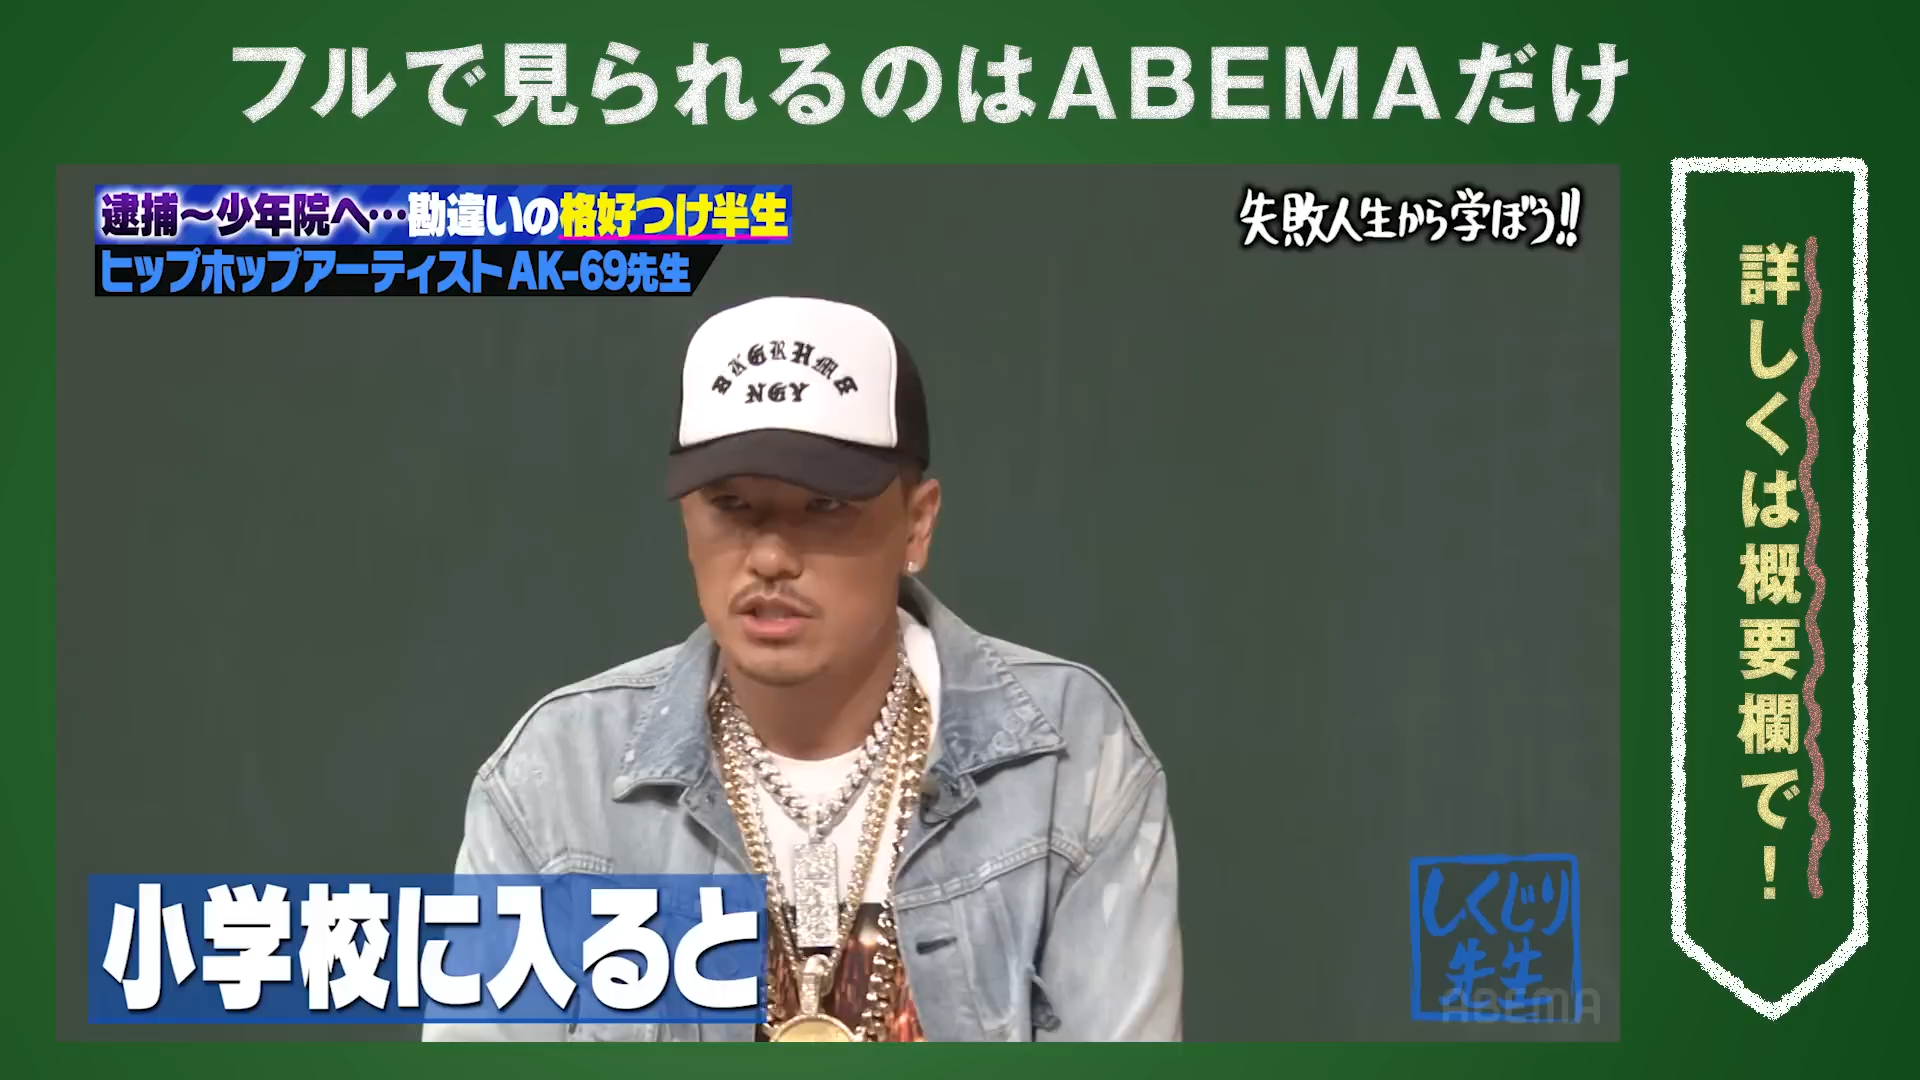 フルで見られるのはABEMAだけ
逮捕～少年院へ…勘違いの格好つけ半生
ヒップホップアーティストAK-69先生
失敗人生から学ぼう!!
詳しくは概要欄で！
BKGRHM8
NGY
小学校に入ると
しくじり
先生
ABEMA